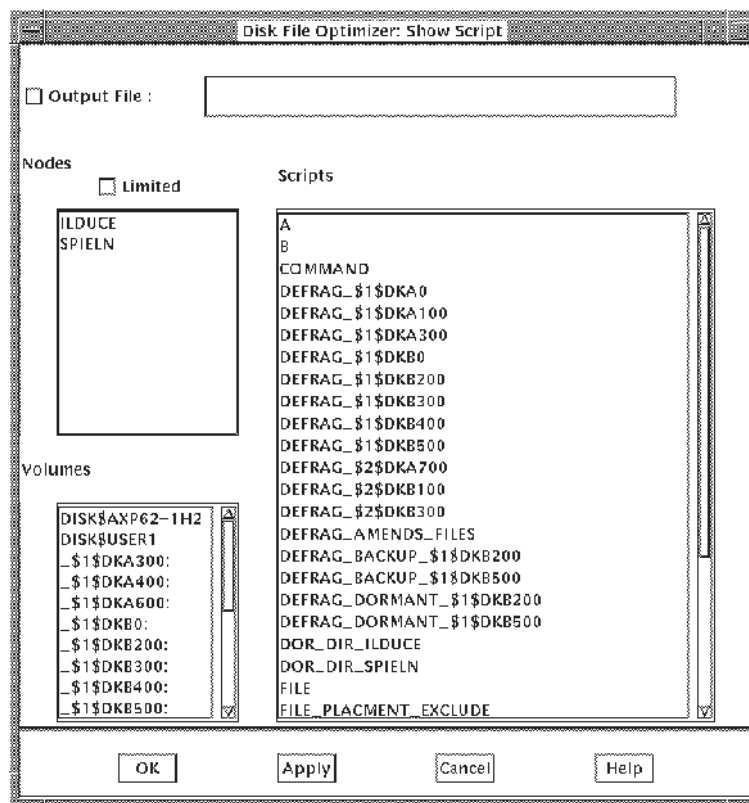 Disk File Optimizer: Show Script
Output File :
Nodes
Limited
ILDUCE
SPIELN
Scripts
A
B
COMMAND
DEFRAG_$1$DKA0
DEFRAG_$1$DKA100
DEFRAG_$1$DKA300
DEFRAG_$1$DKB0
DEFRAG_$1$DKB200
DEFRAG_$1$DKB300
DEFRAG_$1$DKB400
DEFRAG_$1$DKB500
DEFRAG_$2$DKA700
DEFRAG_$2$DKB100
DEFRAG_$2$DKB300
DEFRAG_AMENDS_FILES
DEFRAG_BACKUP_$1$DKB200
DEFRAG_BACKUP_$1$DKB500
DEFRAG_DORMANT_$1$DKB200
DEFRAG_DORMANT_$1$DKB500
DOR_DIR_ILDUCE
DOR_DIR_SPIELN
FILE
FILE_PLACMENT_EXCLUDE
Volumes
DISK$AXP62-1H2
DISK$USER1
_$1$DKA300:
_$1$DKA400:
_$1$DKA600:
_$1$DKB0:
_$1$DKB200:
_$1$DKB300:
_$1$DKB400:
_$1$DKB500:
OK
Apply
Cancel
Help